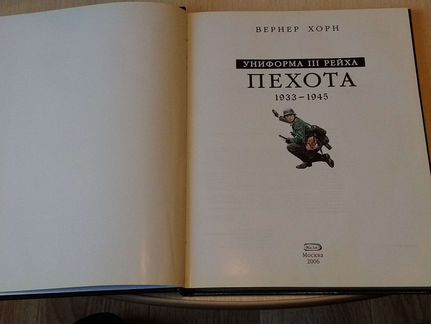 ВЕРНЕР ХОРН
УНИФОРМА III РЕЙХА
ПЕХОТА
1933–1945
Москва
2006